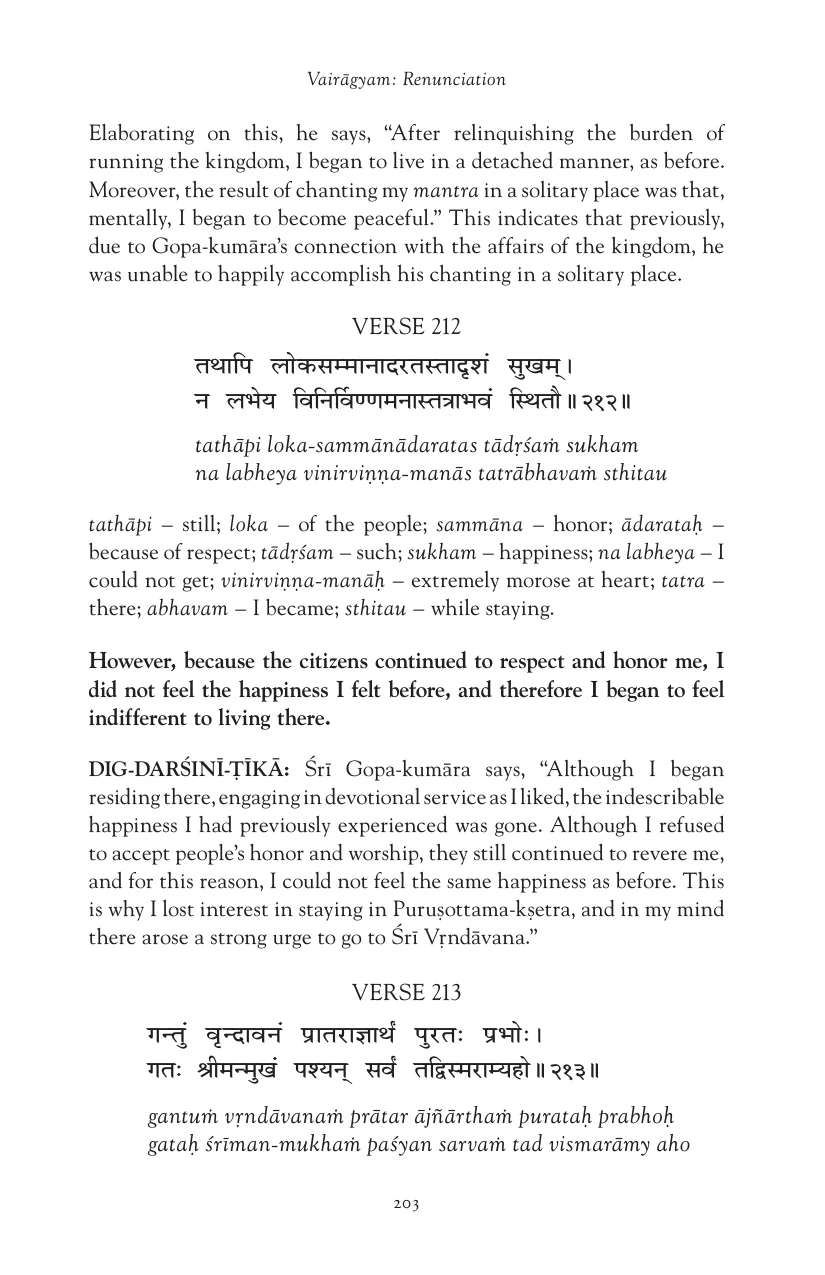 Vairāgyam: Renunciation
Elaborating on this, he says, “After relinquishing the burden of
running the kingdom, I began to live in a detached manner, as before.
Moreover, the result of chanting my mantra in a solitary place was that,
mentally, I began to become peaceful.” This indicates that previously,
due to Gopa-kumāra’s connection with the affairs of the kingdom, he
was unable to happily accomplish his chanting in a solitary place.
VERSE 212
तथापि लोकसम्मानादरतस्तादृशं सुखम्।
न लभेय विनिर्विण्णमनास्तत्राभवं स्थितौ॥२१२॥
tathāpi loka-sammānādaratas tādṛśaṁ sukham
na labheya vinirviṇṇa-manās tatrābhavaṁ sthitau
tathāpi – still; loka – of the people; sammāna – honor; ādarataḥ –
because of respect; tādṛśam – such; sukham – happiness; na labheya – I
could not get; vinirviṇṇa-manāḥ – extremely morose at heart; tatra –
there; abhavam – I became; sthitau – while staying.
However, because the citizens continued to respect and honor me, I
did not feel the happiness I felt before, and therefore I began to feel
indifferent to living there.
DIG-DARŚINĪ-ṬĪKĀ: Śrī Gopa-kumāra says, “Although I began
residing there, engaging in devotional service as I liked, the indescribable
happiness I had previously experienced was gone. Although I refused
to accept people’s honor and worship, they still continued to revere me,
and for this reason, I could not feel the same happiness as before. This
is why I lost interest in staying in Puruṣottama-kṣetra, and in my mind
there arose a strong urge to go to Śrī Vṛndāvana.”
VERSE 213
गन्तुं वृन्दावनं प्रातराज्ञार्थं पुरतः प्रभोः।
गतः श्रीमन्मुखं पश्यन् सर्वं तद्विस्मराम्यहो॥२१३॥
gantuṁ vṛndāvanaṁ prātar ājñārthaṁ purataḥ prabhoḥ
gataḥ śrīman-mukhaṁ paśyan sarvaṁ tad vismarāmy aho
203